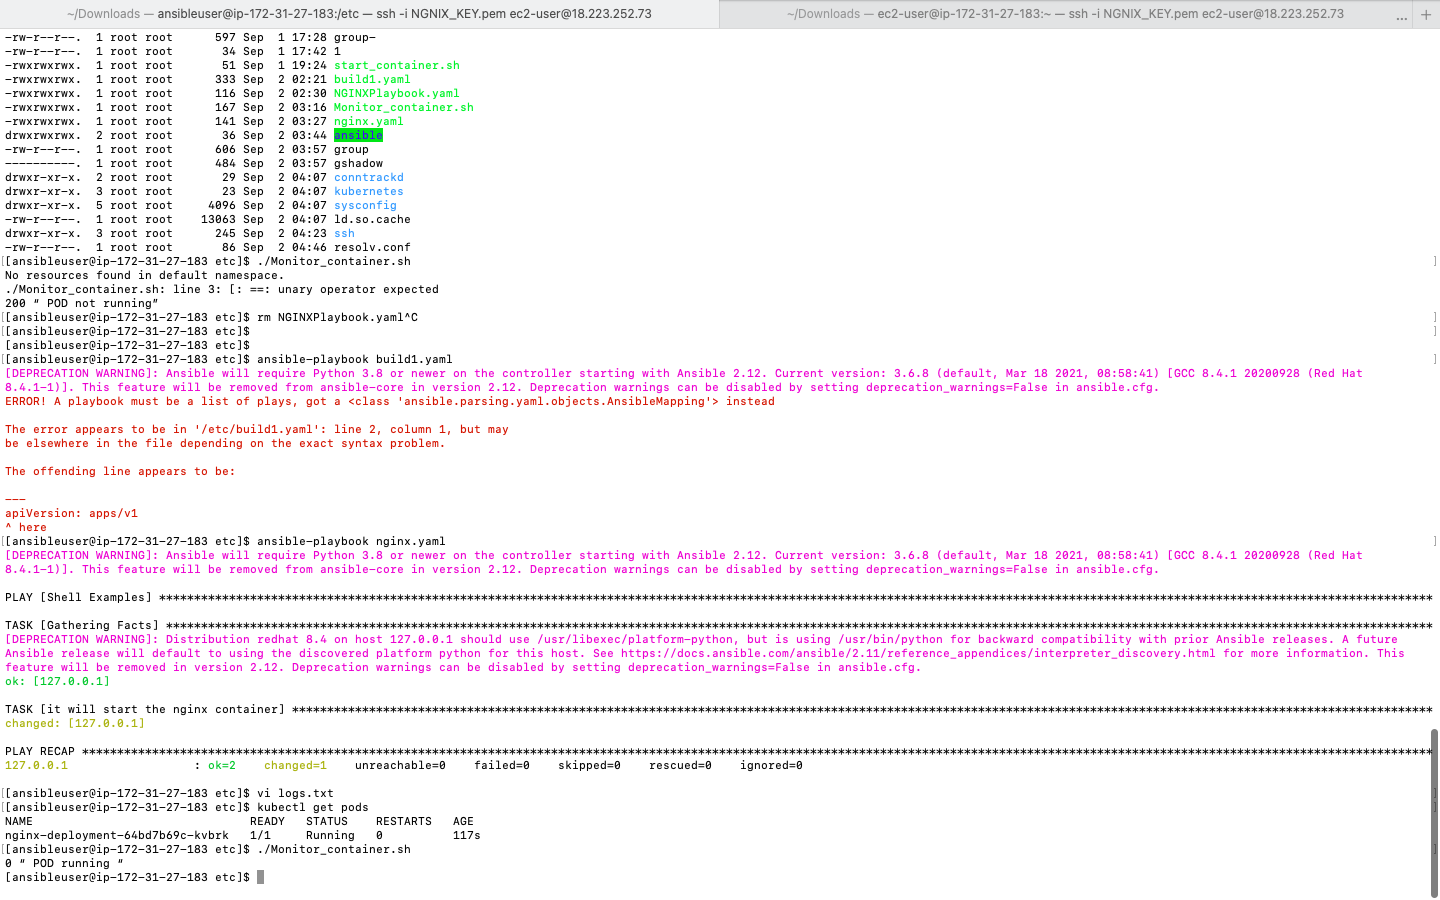 ~/Downloads — ansibleuser@ip-172-31-27-183:/etc — ssh -i NGNIX_KEY.pem ec2-user@18.223.252.73
~/Downloads — ec2-user@ip-172-31-27-183:~ — ssh -i NGNIX_KEY.pem ec2-user@18.223.252.73 ... +
-rw-r--r--.  1 root root      597 Sep  1 17:28 group-
-rw-r--r--.  1 root root       34 Sep  1 17:42 1
-rwxrwxrwx.  1 root root       51 Sep  1 19:24 start_container.sh
-rwxrwxrwx.  1 root root      333 Sep  2 02:21 build1.yaml
-rwxrwxrwx.  1 root root      116 Sep  2 02:30 NGINXPlaybook.yaml
-rwxrwxrwx.  1 root root      167 Sep  2 03:16 Monitor_container.sh
-rwxrwxrwx.  1 root root      141 Sep  2 03:27 nginx.yaml
drwxrwxrwx.  2 root root       36 Sep  2 03:44 ansible
-rw-r--r--.  1 root root      606 Sep  2 03:57 group
----------.  1 root root      484 Sep  2 03:57 gshadow
drwxr-xr-x.  2 root root       29 Sep  2 04:07 conntrackd
drwxr-xr-x.  3 root root       23 Sep  2 04:07 kubernetes
drwxr-xr-x.  5 root root     4096 Sep  2 04:07 sysconfig
-rw-r--r--.  1 root root    13063 Sep  2 04:07 ld.so.cache
drwxr-xr-x.  3 root root      245 Sep  2 04:23 ssh
-rw-r--r--.  1 root root       86 Sep  2 04:46 resolv.conf
[[ansibleuser@ip-172-31-27-183 etc]$ ./Monitor_container.sh ]
No resources found in default namespace.
./Monitor_container.sh: line 3: [: ==: unary operator expected
200 “ POD not running”
[[ansibleuser@ip-172-31-27-183 etc]$ rm NGINXPlaybook.yaml^C ]
[[ansibleuser@ip-172-31-27-183 etc]$ ]
[ansibleuser@ip-172-31-27-183 etc]$
[[ansibleuser@ip-172-31-27-183 etc]$ ansible-playbook build1.yaml ]
[DEPRECATION WARNING]: Ansible will require Python 3.8 or newer on the controller starting with Ansible 2.12. Current version: 3.6.8 (default, Mar 18 2021, 08:58:41) [GCC 8.4.1 20200928 (Red Hat
8.4.1-1)]. This feature will be removed from ansible-core in version 2.12. Deprecation warnings can be disabled by setting deprecation_warnings=False in ansible.cfg.
ERROR! A playbook must be a list of plays, got a <class 'ansible.parsing.yaml.objects.AnsibleMapping'> instead
The error appears to be in '/etc/build1.yaml': line 2, column 1, but may
be elsewhere in the file depending on the exact syntax problem.
The offending line appears to be:
---
apiVersion: apps/v1
^ here
[[ansibleuser@ip-172-31-27-183 etc]$ ansible-playbook nginx.yaml ]
[DEPRECATION WARNING]: Ansible will require Python 3.8 or newer on the controller starting with Ansible 2.12. Current version: 3.6.8 (default, Mar 18 2021, 08:58:41) [GCC 8.4.1 20200928 (Red Hat
8.4.1-1)]. This feature will be removed from ansible-core in version 2.12. Deprecation warnings can be disabled by setting deprecation_warnings=False in ansible.cfg.
PLAY [Shell Examples] **************************************************************************************************************************************************************************************
TASK [Gathering Facts] *************************************************************************************************************************************************************************************
[DEPRECATION WARNING]: Distribution redhat 8.4 on host 127.0.0.1 should use /usr/libexec/platform-python, but is using /usr/bin/python for backward compatibility with prior Ansible releases. A future
Ansible release will default to using the discovered platform python for this host. See https://docs.ansible.com/ansible/2.11/reference_appendices/interpreter_discovery.html for more information. This
feature will be removed in version 2.12. Deprecation warnings can be disabled by setting deprecation_warnings=False in ansible.cfg.
ok: [127.0.0.1]
TASK [it will start the nginx container] *******************************************************************************************************************************************************************
changed: [127.0.0.1]
PLAY RECAP *************************************************************************************************************************************************************************************************
127.0.0.1                  : ok=2    changed=1    unreachable=0    failed=0    skipped=0    rescued=0    ignored=0
[[ansibleuser@ip-172-31-27-183 etc]$ vi logs.txt ]
[[ansibleuser@ip-172-31-27-183 etc]$ kubectl get pods ]
NAME                               READY   STATUS    RESTARTS   AGE
nginx-deployment-64bd7b69c-kvbrk   1/1     Running   0          117s
[[ansibleuser@ip-172-31-27-183 etc]$ ./Monitor_container.sh ]
0 “ POD running “
[ansibleuser@ip-172-31-27-183 etc]$